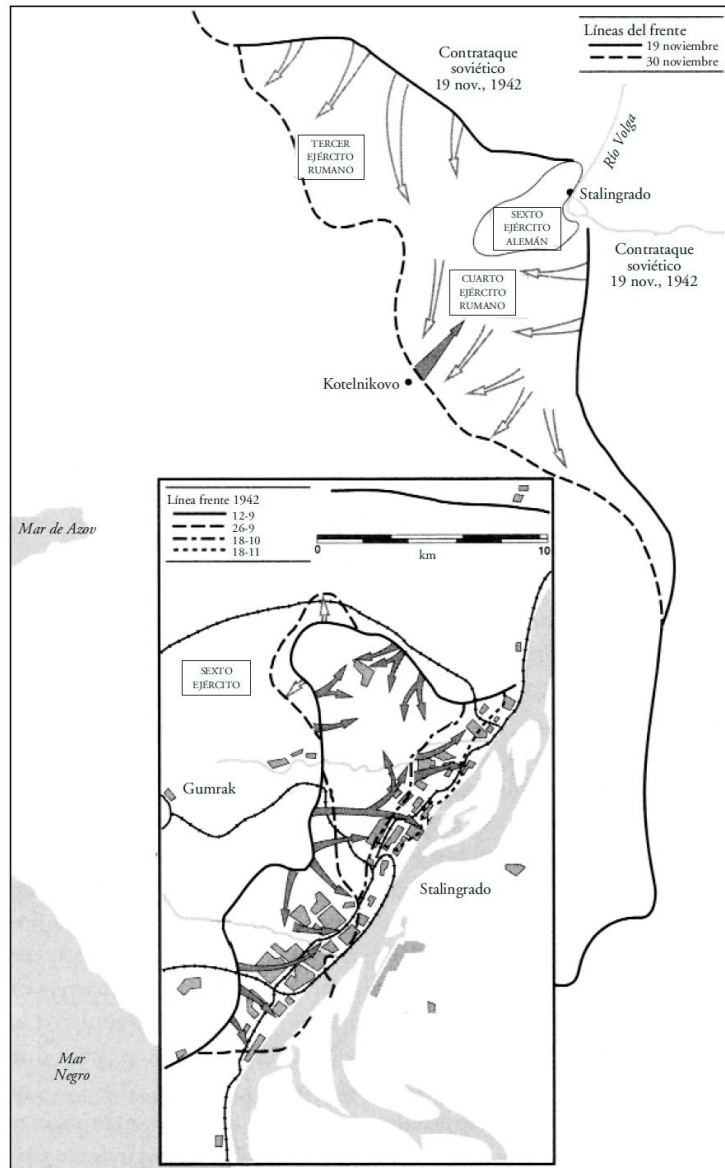 Líneas del frente
19 noviembre
30 noviembre
Contrataque
soviético
19 nov., 1942
TERCER
EJÉRCITO
RUMANO
Río Volga
Stalingrado
SEXTO
EJÉRCITO
ALEMÁN
Contrataque
soviético
19 nov., 1942
CUARTO
EJÉRCITO
RUMANO
Kotelnikovo
Mar de Azov
Línea frente 1942
12-9
26-9
18-10
18-11
0
10
km
SEXTO
EJÉRCITO
Gumrak
Stalingrado
Mar
Negro